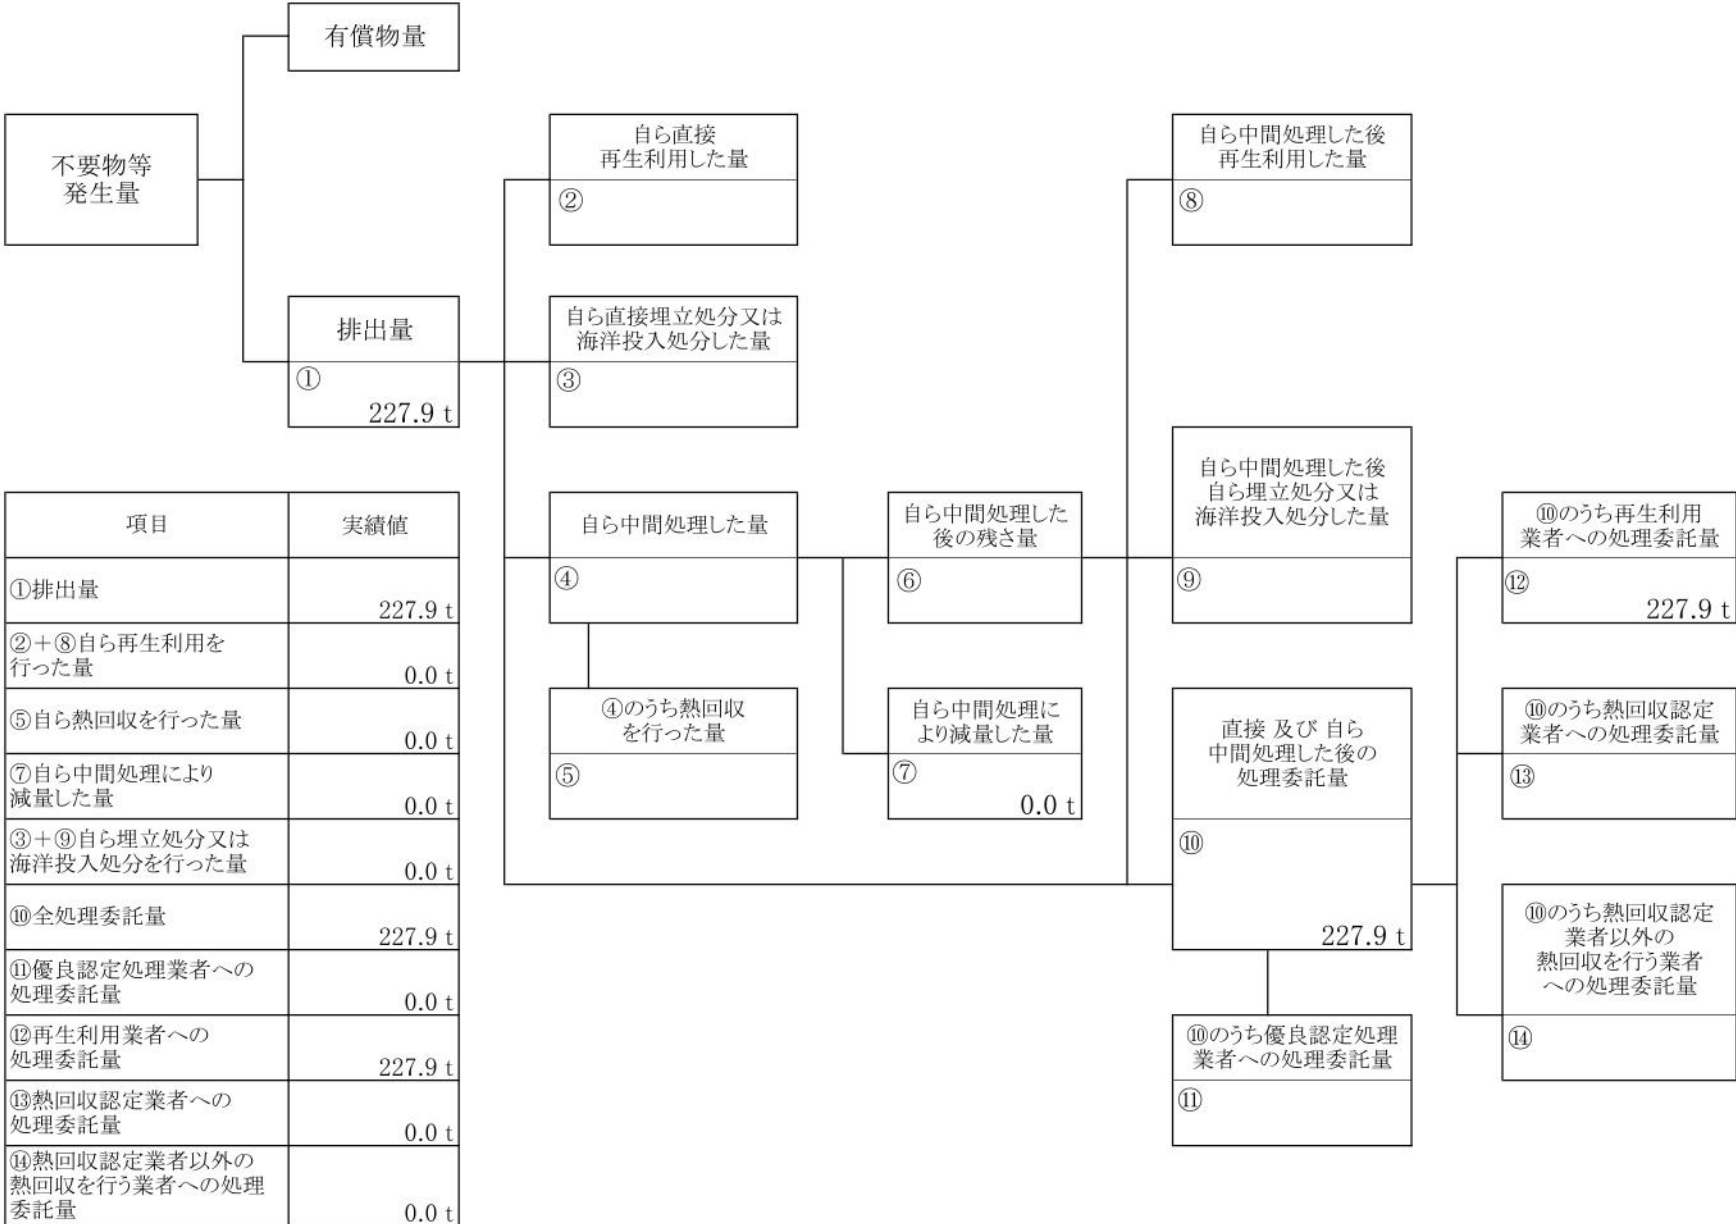 有償物量
不要物等
発生量
自ら直接
再生利用した量
②
自ら中間処理した後
再生利用した量
⑧
排出量
①
227.9 t
自ら直接埋立処分又は
海洋投入処分した量
③
自ら中間処理した量
④
自ら中間処理した
後の残さ量
⑥
自ら中間処理した後
自ら埋立処分又は
海洋投入処分した量
⑨
⑩のうち再生利用
業者への処理委託量
⑫
227.9 t
④のうち熱回収
を行った量
⑤
自ら中間処理に
より減量した量
⑦
0.0 t
直接 及び 自ら
中間処理した後の
処理委託量
⑩
227.9 t
⑩のうち熱回収認定
業者への処理委託量
⑬
⑩のうち熱回収認定
業者以外の
熱回収を行う業者
への処理委託量
⑭
⑩のうち優良認定処理
業者への処理委託量
⑪
項目 実績値
①排出量
227.9 t
②＋⑧自ら再生利用を
行った量
0.0 t
⑤自ら熱回収を行った量
0.0 t
⑦自ら中間処理により
減量した量
0.0 t
③＋⑨自ら埋立処分又は
海洋投入処分を行った量
0.0 t
⑩全処理委託量
227.9 t
⑪優良認定処理業者への
処理委託量
0.0 t
⑫再生利用業者への
処理委託量
227.9 t
⑬熱回収認定業者への
処理委託量
0.0 t
⑭熱回収認定業者以外の
熱回収を行う業者への処理
委託量
0.0 t